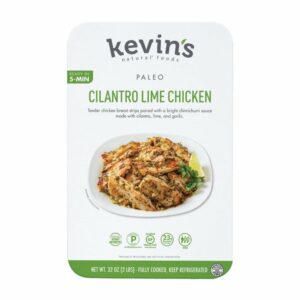 kevin's
natural foods
READY IN
5-MIN
PALEO
CILANTRO LIME CHICKEN
Tender chicken breast strips paired with a bright chimichurri sauce
made with cilantro, lime, and garlic.
P
23g
NET WT. 32 OZ (2 LBS) · FULLY COOKED, KEEP REFRIGERATED